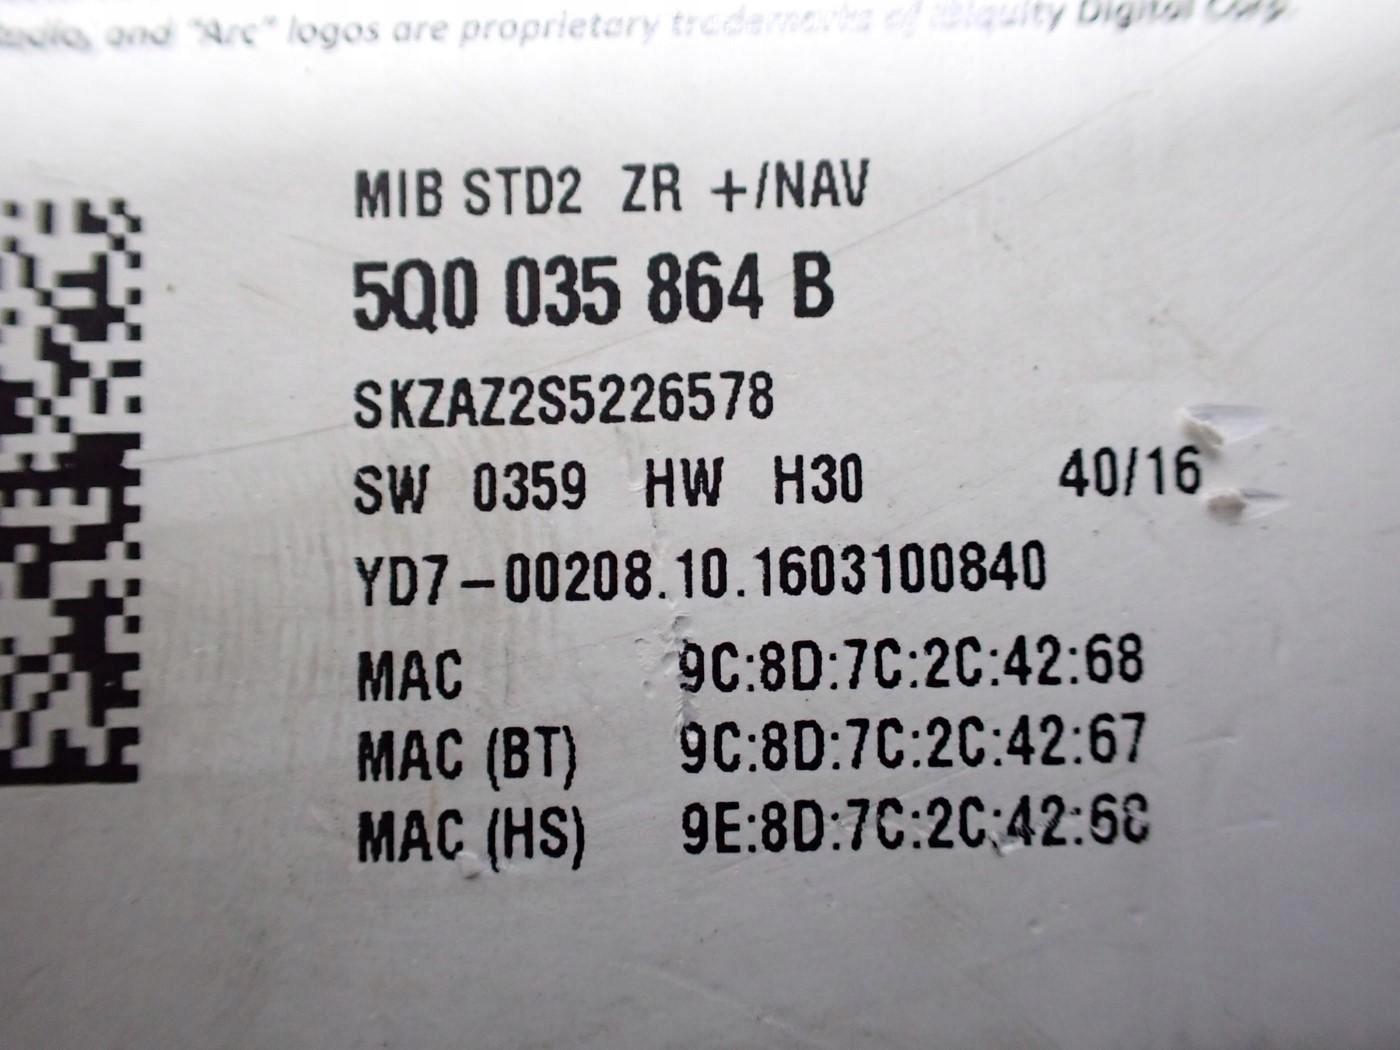 and "Arc" logos are proprietary trademarks of iBiquity Digital Corp.
MIB STD2 ZR +/NAV
5Q0 035 864 B
SKZAZ2S5226578
SW 0359 HW H30 40/16
YD7-00208.10.1603100840
MAC 9C:8D:7C:2C:42:68
MAC (BT) 9C:8D:7C:2C:42:67
MAC (HS) 9E:8D:7C:2C:42:68